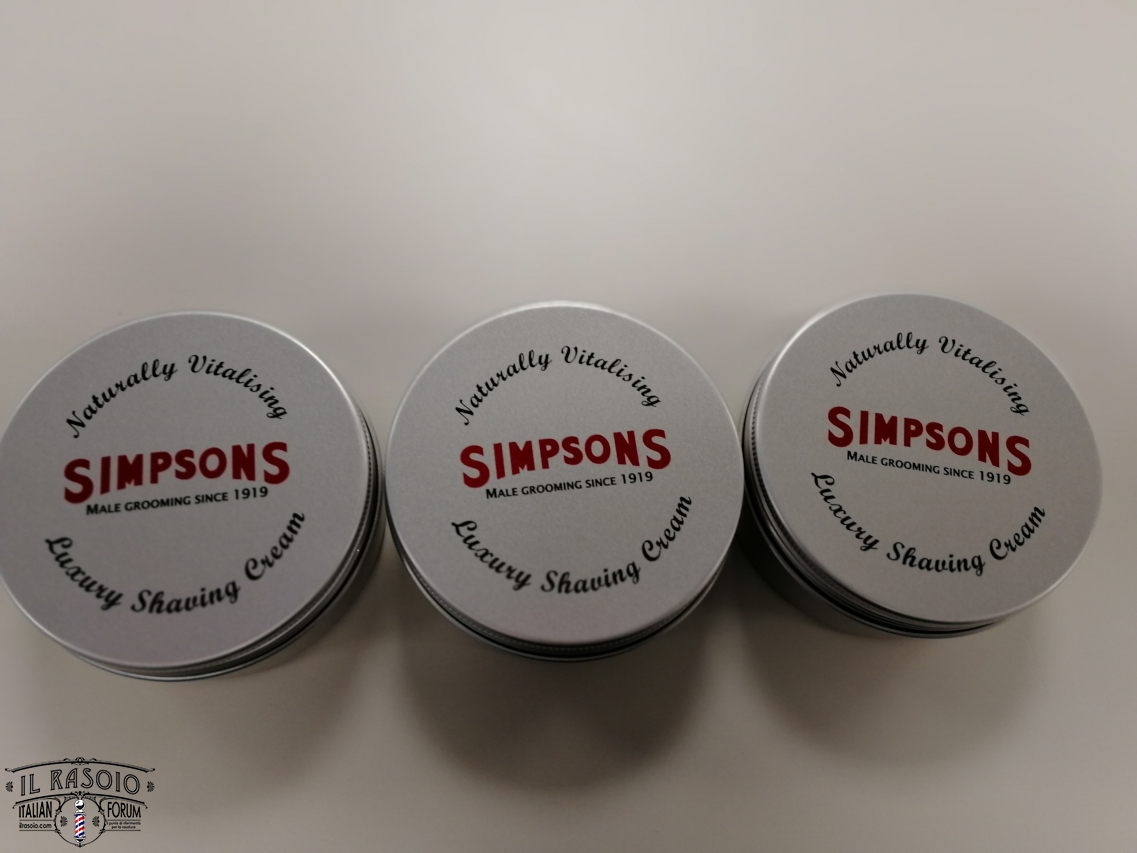 Naturally Vitalising
SIMPSONS
MALE GROOMING SINCE 1919
Luxury Shaving Cream
Naturally Vitalising
SIMPSONS
MALE GROOMING SINCE 1919
Luxury Shaving Cream
Naturally Vitalising
SIMPSONS
MALE GROOMING SINCE 1919
Luxury Shaving Cream
IL RASOIO
ITALIAN FORUM
ilrasoio.com